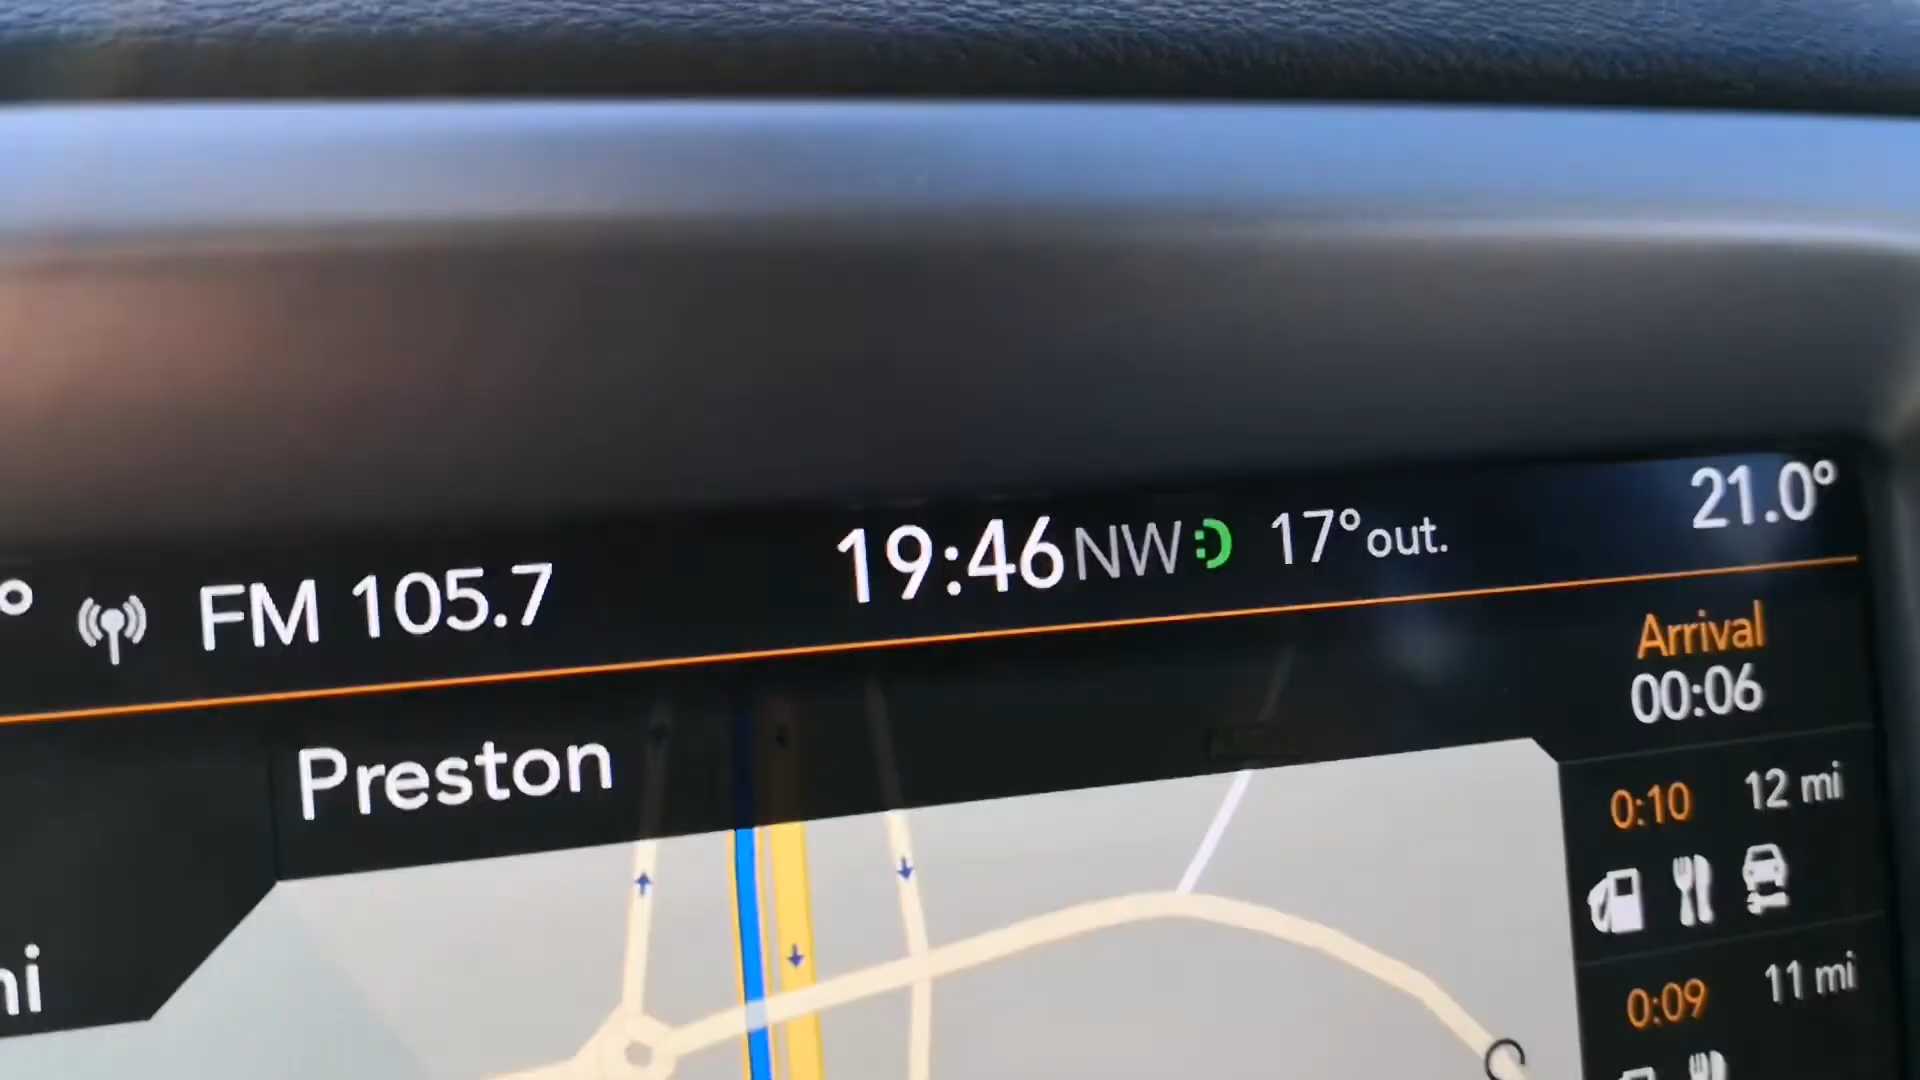 ° FM 105.7 19:46 NW 17° out. 21.0°
Arrival
00:06
Preston
0:10 12 mi
mi
0:09 11 mi